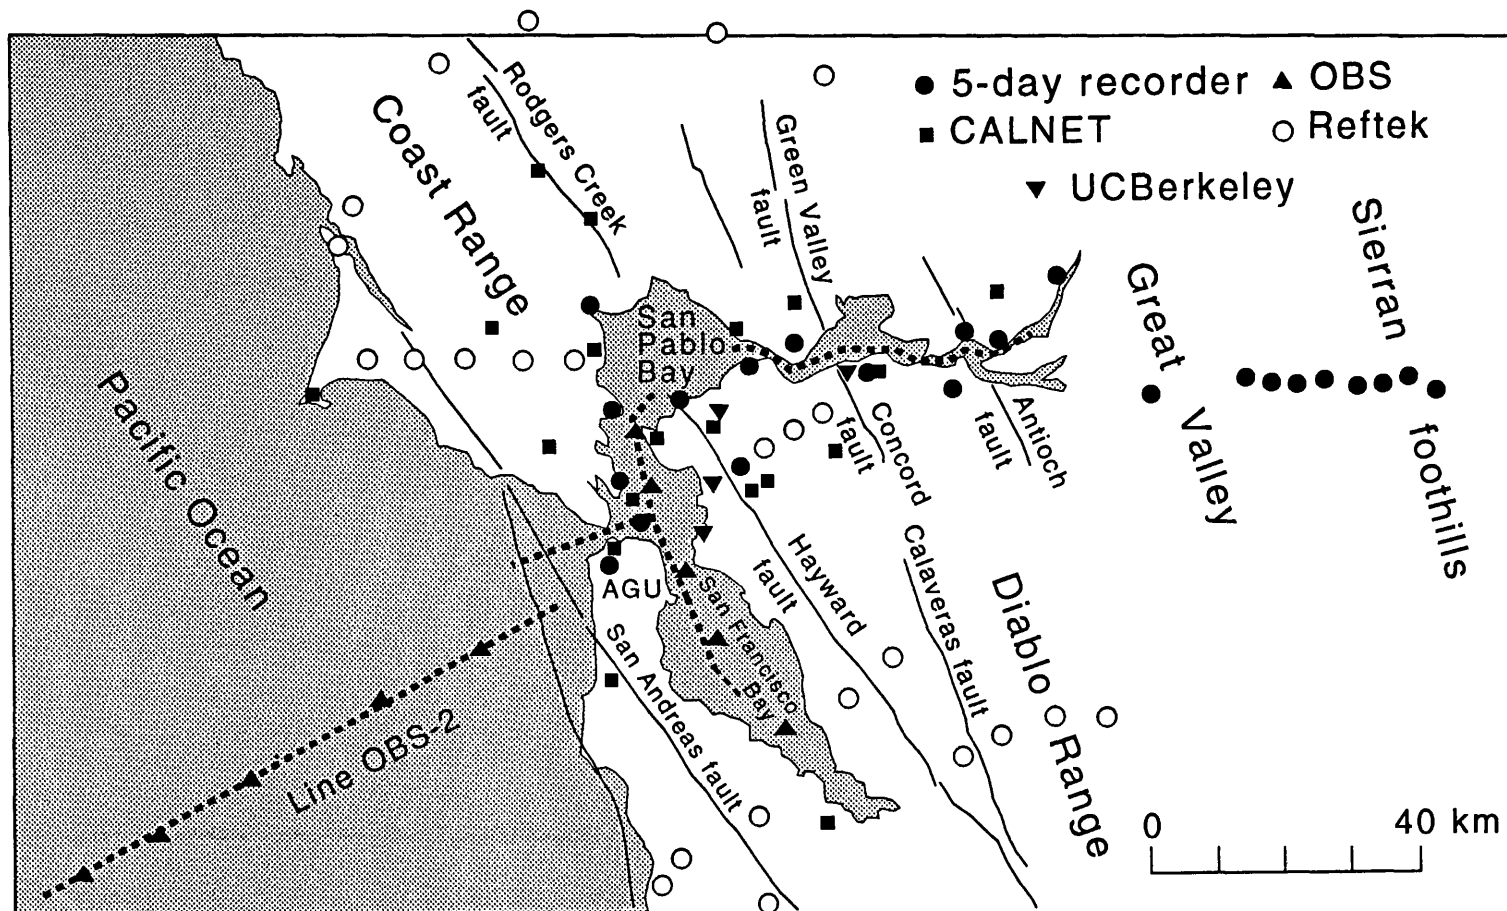 5-day recorder
OBS
CALNET
Reftek
UCBerkeley
Rodgers Creek
fault
Coast Range
Green Valley
fault
Sierran
foothills
Great
Valley
San
Pablo
Bay
Pacific Ocean
Concord
fault
Antioch
fault
Hayward
fault
Calaveras fault
Diablo
Range
AGU
San Francisco
Bay
San Andreas fault
Line OBS-2
0
40 km